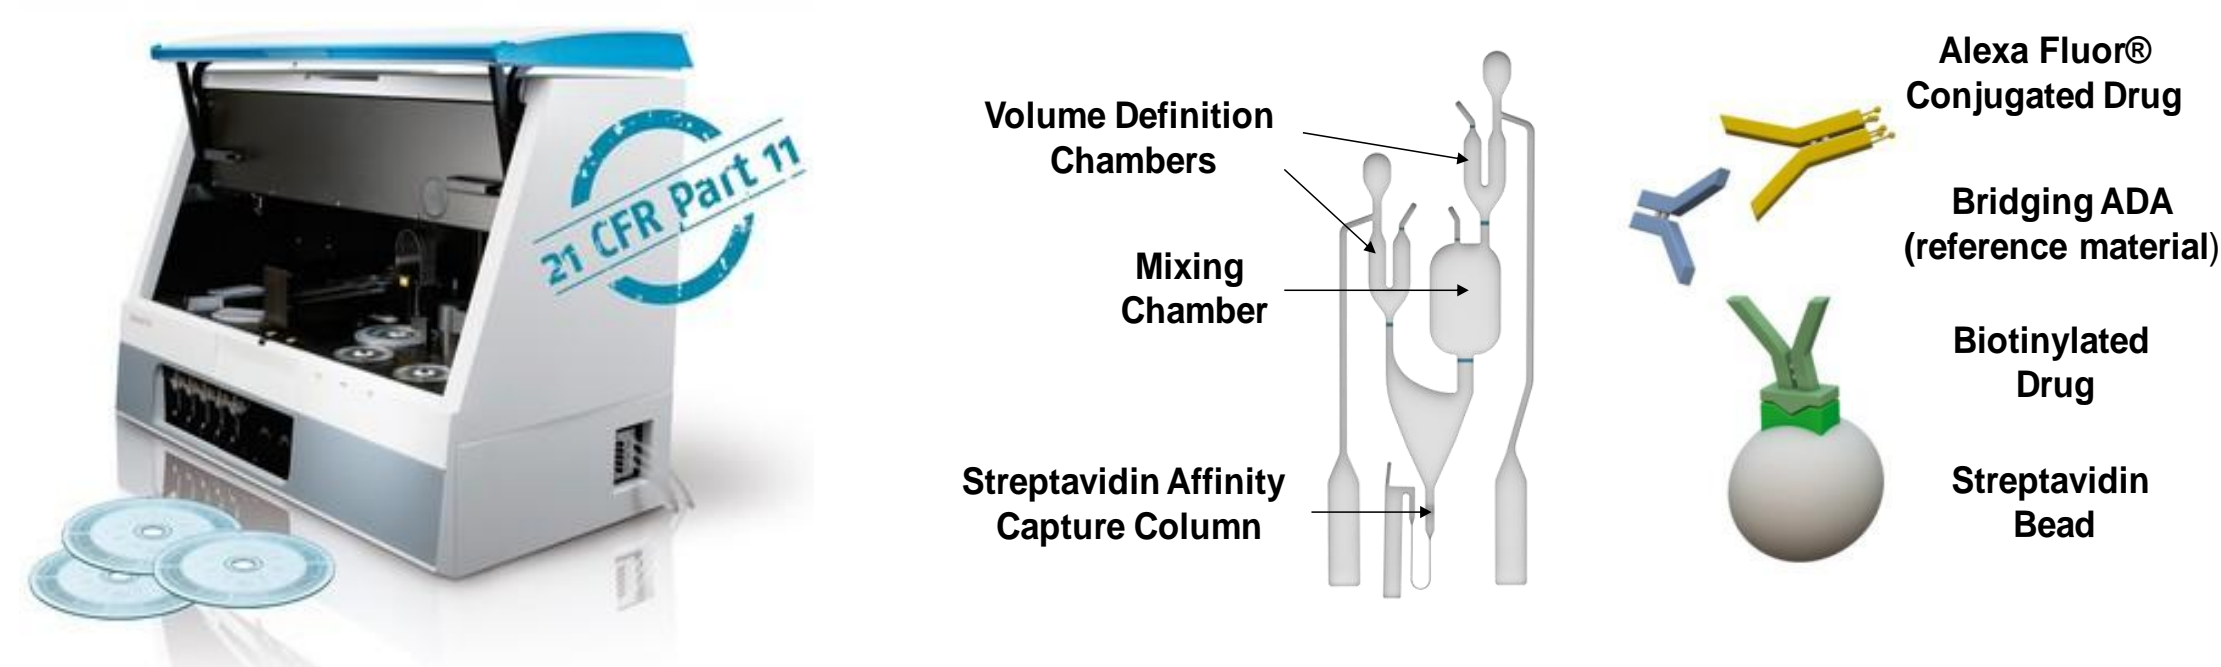 21 CFR Part 11
Volume Definition
Chambers
Mixing
Chamber
Streptavidin Affinity
Capture Column
Alexa Fluor®
Conjugated Drug
Bridging ADA
(reference material)
Biotinylated
Drug
Streptavidin
Bead